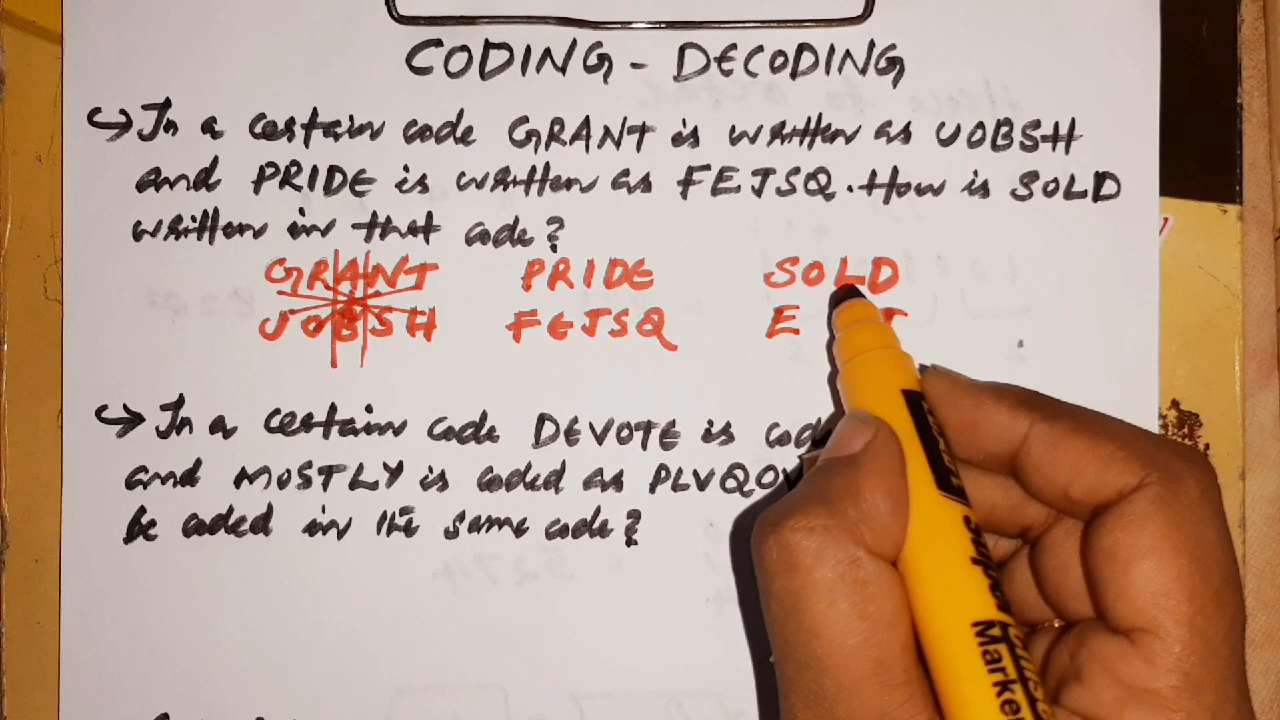 CODING - DECODING
↪ In a certain code GRANT is written as UOBSH
and PRIDE is written as FEJSQ. How is SOLD
written in that code?
GRANT PRIDE SOLD
UOBSH FEJSQ E T
↪ In a certain code DEVOTE is
and MOSTLY is coded as PLVQOV
be coded in the same code?
Marker